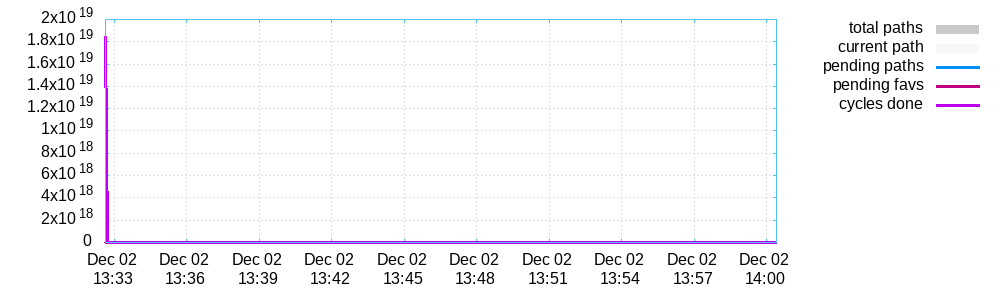 2x10 19
1.8x10 19
1.6x10 19
1.4x10 19
1.2x10 19
1x10 19
8x10 18
6x10 18
4x10 18
2x10 18
0
Dec 02 Dec 02 Dec 02 Dec 02 Dec 02 Dec 02 Dec 02 Dec 02 Dec 02 Dec 02
13:33 13:36 13:39 13:42 13:45 13:48 13:51 13:54 13:57 14:00
total paths
current path
pending paths
pending favs
cycles done